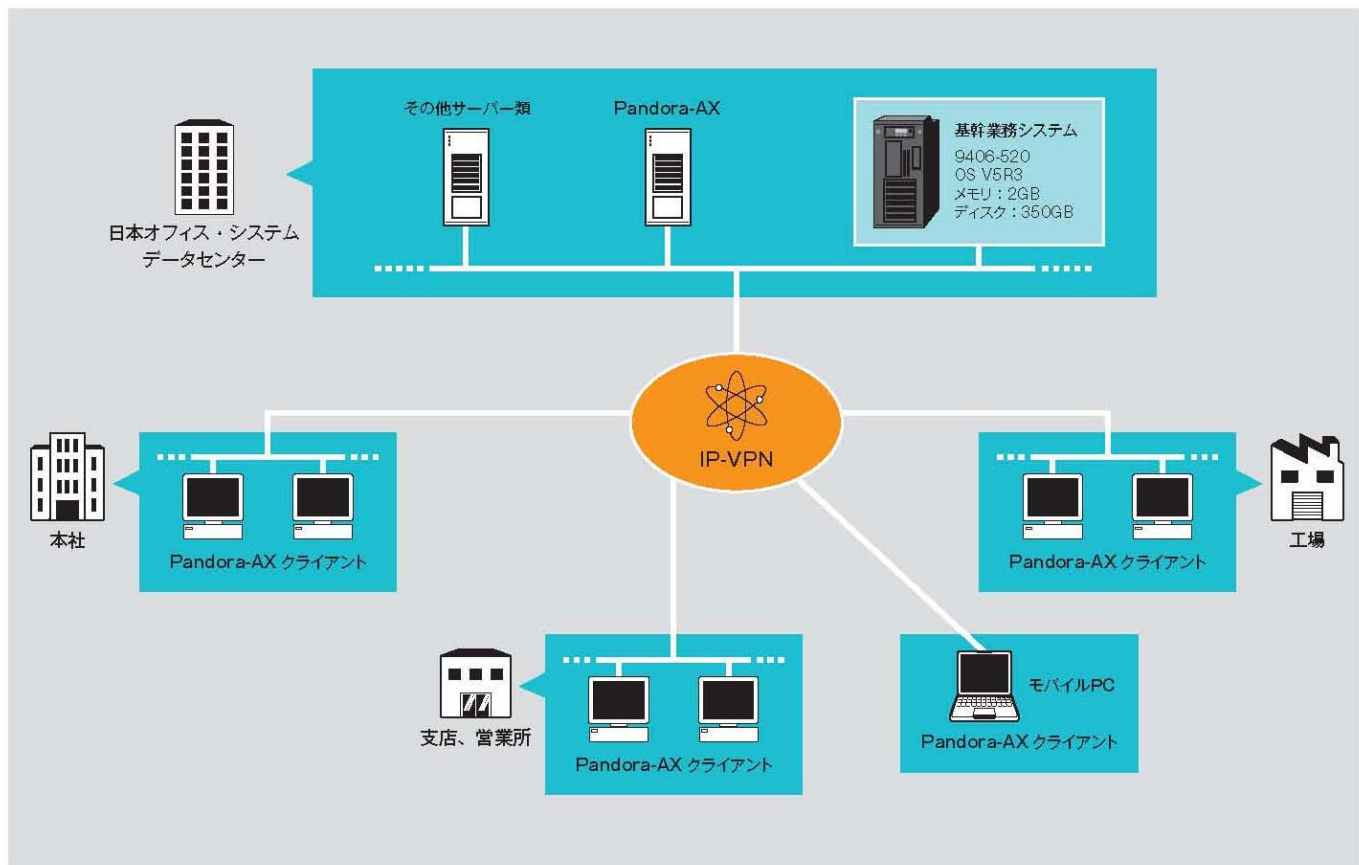 その他サーバー類
Pandora-AX
基幹業務システム
9406-520
OS V5R3
メモリ：2GB
ディスク：350GB
日本オフィス・システム
データセンター
IP-VPN
本社
Pandora-AX クライアント
Pandora-AX クライアント
工場
支店、営業所
Pandora-AX クライアント
モバイルPC
Pandora-AX クライアント